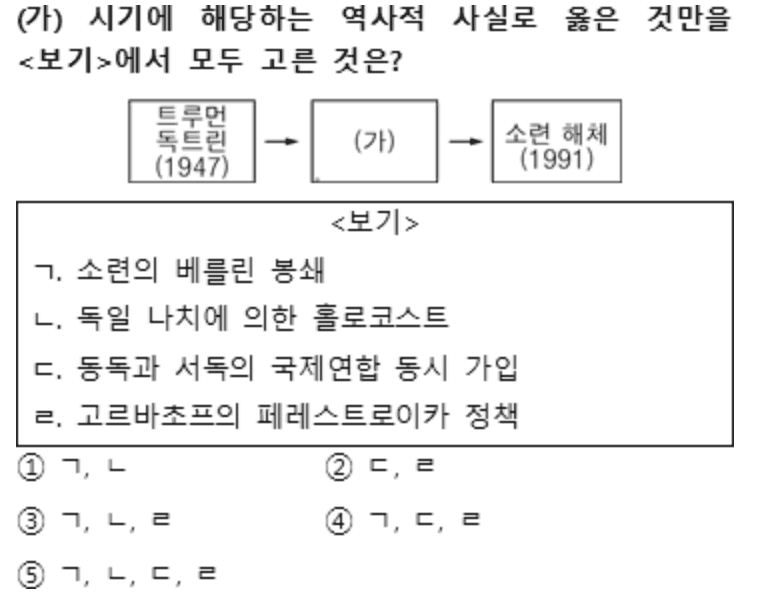 (가) 시기에 해당하는 역사적 사실로 옳은 것만을
<보기>에서 모두 고른 것은?
트루먼
독트린
(1947)
→
(가)
→
소련 해체
(1991)
<보기>
ㄱ. 소련의 베를린 봉쇄
ㄴ. 독일 나치에 의한 홀로코스트
ㄷ. 동독과 서독의 국제연합 동시 가입
ㄹ. 고르바초프의 페레스트로이카 정책
① ㄱ, ㄴ
② ㄷ, ㄹ
③ ㄱ, ㄴ, ㄹ
④ ㄱ, ㄷ, ㄹ
⑤ ㄱ, ㄴ, ㄷ, ㄹ